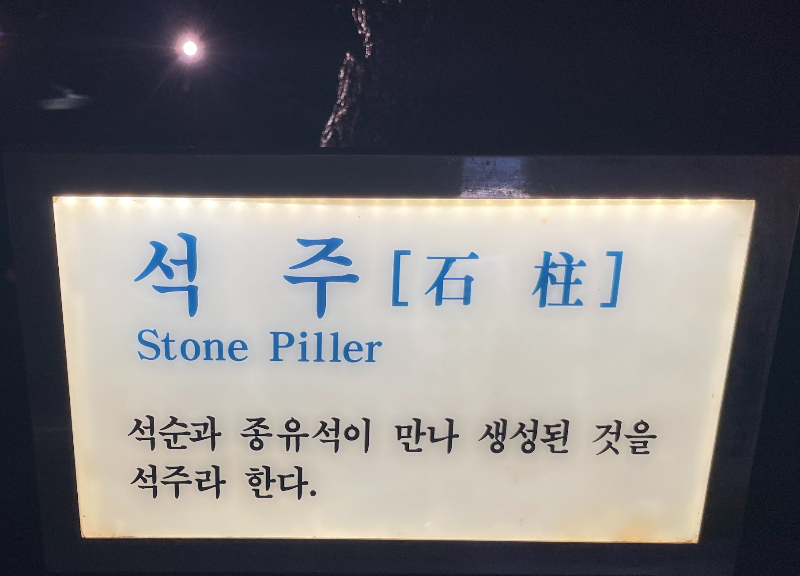 석 주 [石 柱]
Stone Piller
석순과 종유석이 만나 생성된 것을
석주라 한다.